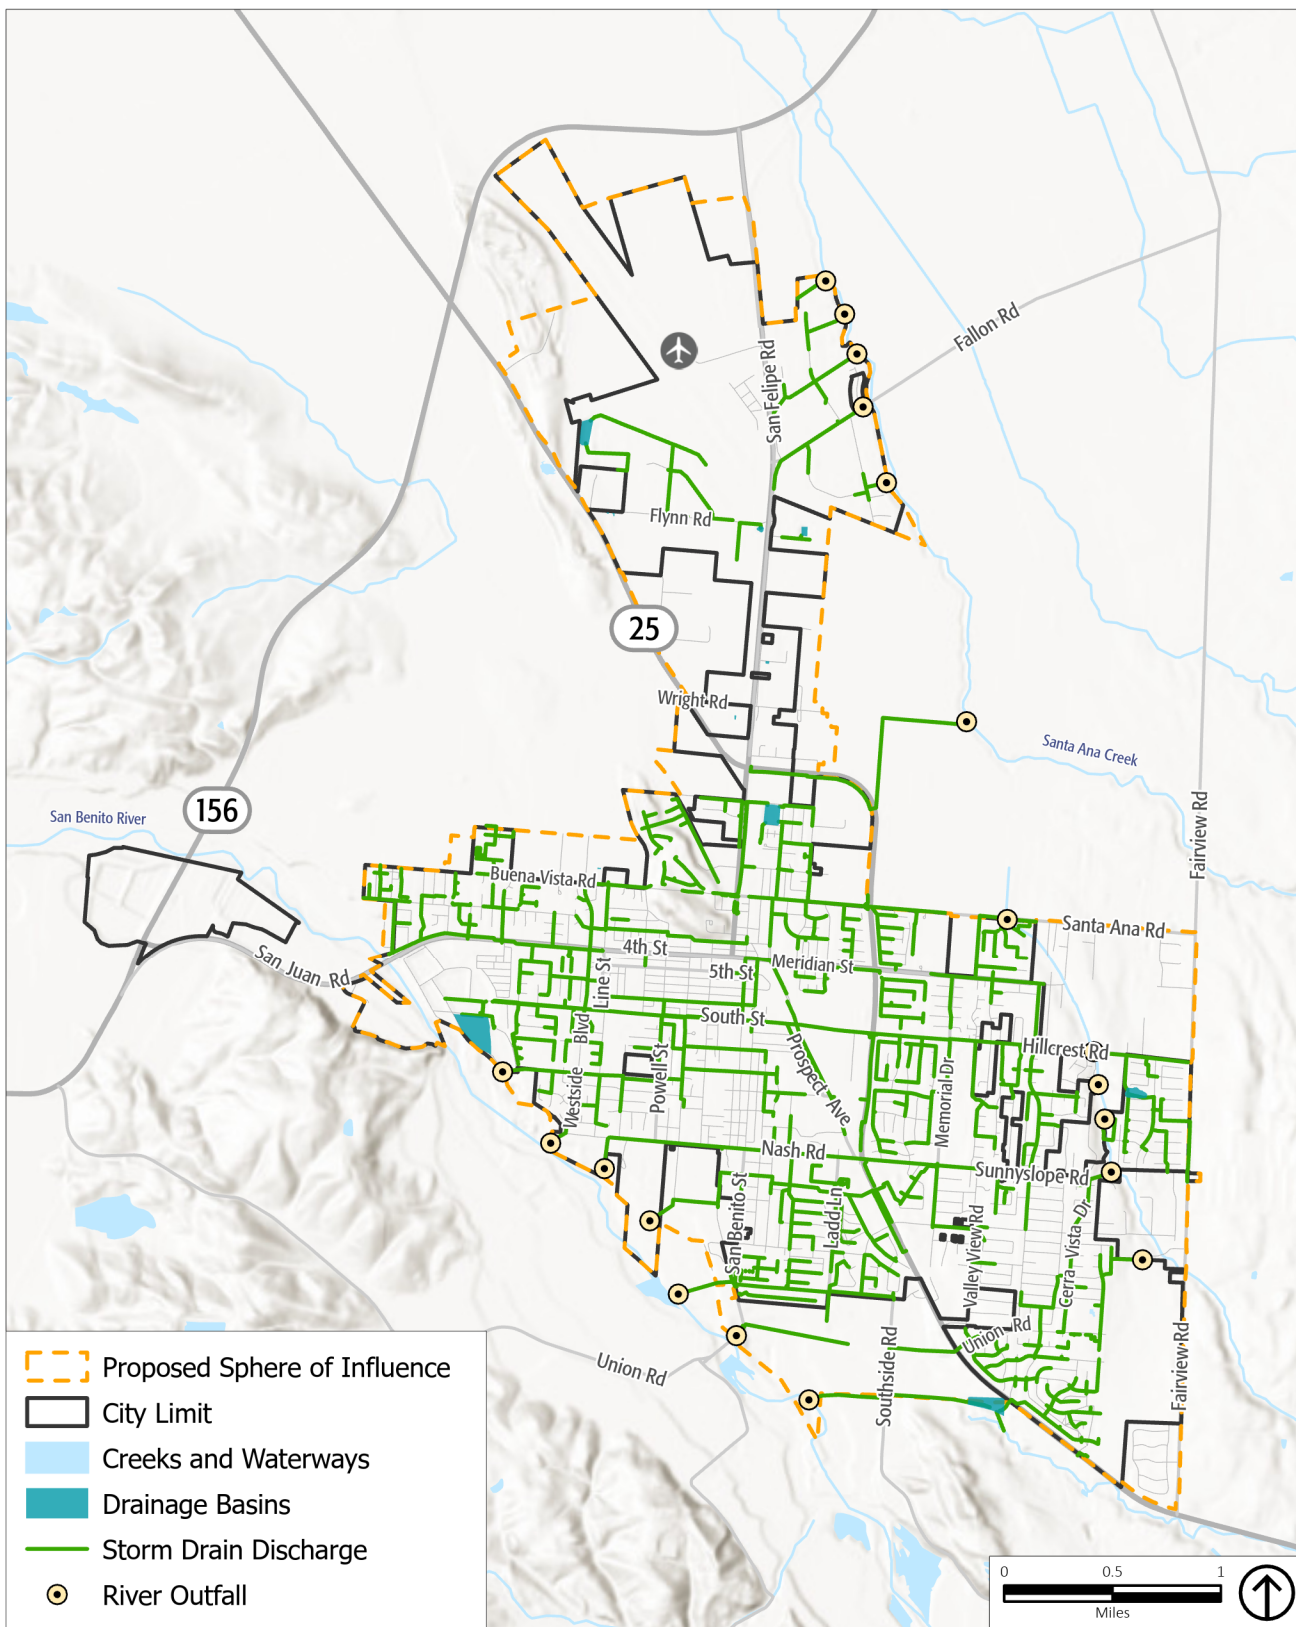 Fallon Rd
San Felipe Rd
Flynn Rd
25
Wright Rd
Santa Ana Creek
156
San Benito River
Fairview Rd
Buena Vista Rd
Santa Ana Rd
4th St
San Juan Rd
Line St
5th St
Meridian St
South St
Westside Blvd
Hillcrest Rd
Powell St
Prospect Ave
Memorial Dr
Nash Rd
Sunnyslope Rd
San Benito St
Ladd Ln
Valley View Rd
Cerra Vista Dr
Union Rd
Union Rd
Southside Rd
Fairview Rd
Proposed Sphere of Influence
City Limit
Creeks and Waterways
Drainage Basins
Storm Drain Discharge
River Outfall
0 0.5 1
Miles